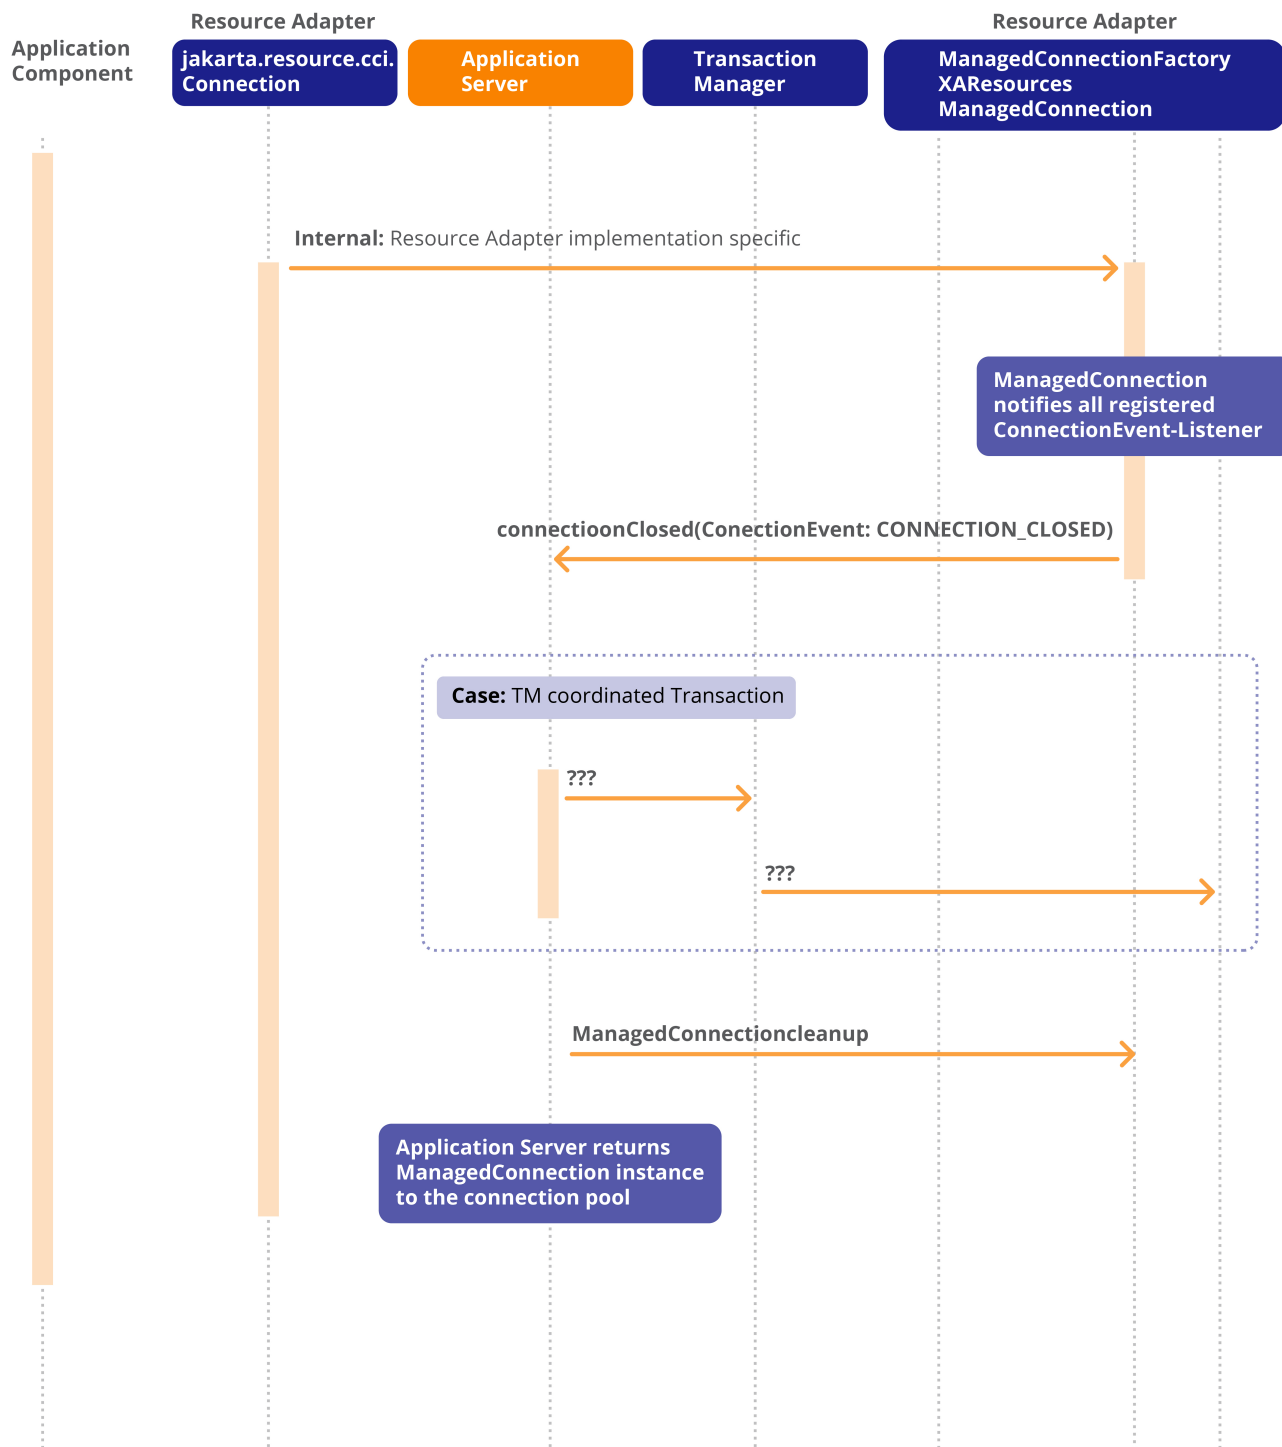 Resource Adapter
Resource Adapter
Application
Component
jakarta.resource.cci.
Connection
Application
Server
Transaction
Manager
ManagedConnectionFactory
XAResources
ManagedConnection
Internal: Resource Adapter implementation specific
ManagedConnection
notifies all registered
ConnectionEvent-Listener
connectioonClosed(ConectionEvent: CONNECTION_CLOSED)
Case: TM coordinated Transaction
???
???
ManagedConnectioncleanup
Application Server returns
ManagedConnection instance
to the connection pool